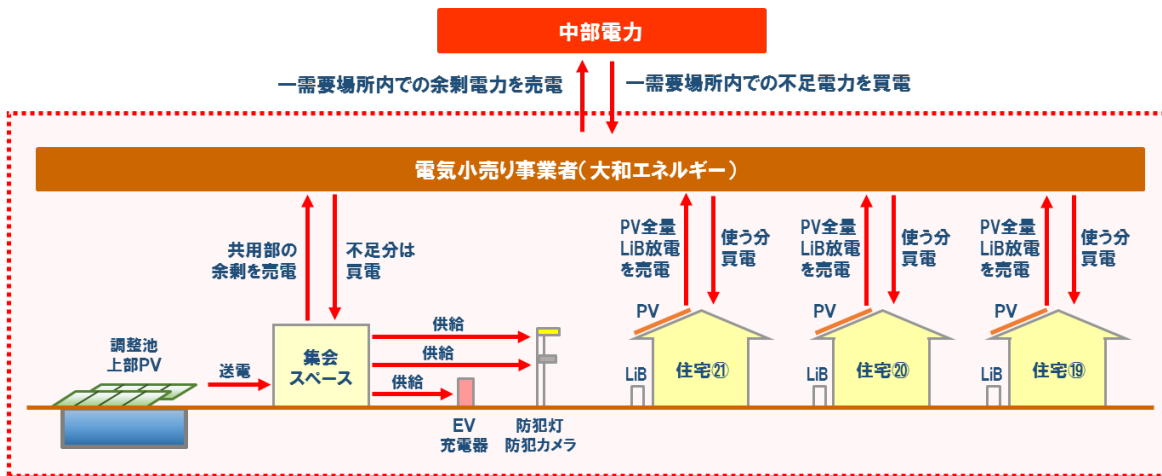 中部電力
一需要場所内での余剰電力を売電
一需要場所内での不足電力を買電
電気小売り事業者(大和エネルギー)
共用部の
余剰を売電
不足分は
買電
PV全量
LiB放電
を売電
使う分
買電
PV全量
LiB放電
を売電
使う分
買電
PV全量
LiB放電
を売電
使う分
買電
調整池
上部PV
送電
集会
スペース
供給
供給
供給
EV
充電器
防犯灯
防犯カメラ
PV
LiB
住宅㉑
PV
LiB
住宅⑳
PV
LiB
住宅⑲